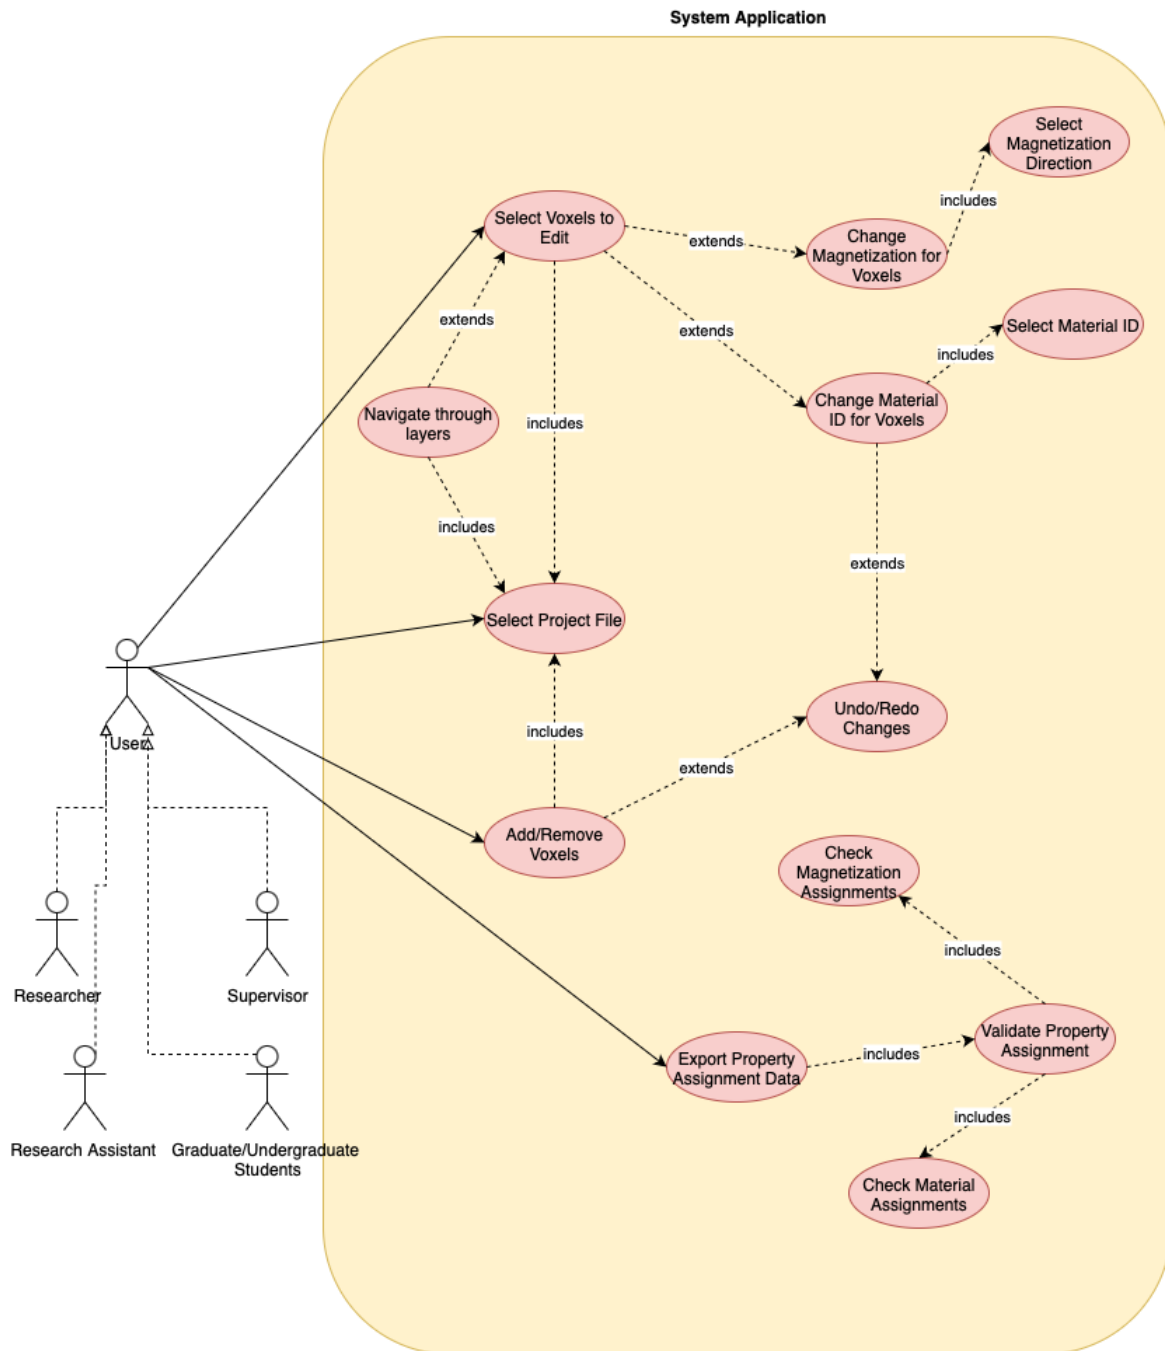 System Application
Select
Magnetization
Direction
includes
Select Voxels to
Edit
extends
Change
Magnetization for
Voxels
extends
extends
Select Material ID
includes
Navigate through
layers
includes
Change Material
ID for Voxels
includes
extends
Select Project File
User
Undo/Redo
Changes
includes
extends
Add/Remove
Voxels
Check
Magnetization
Assignments
includes
Researcher
Supervisor
Validate Property
Assignment
Export Property
Assignment Data
includes
includes
Research Assistant
Graduate/Undergraduate
Students
Check Material
Assignments